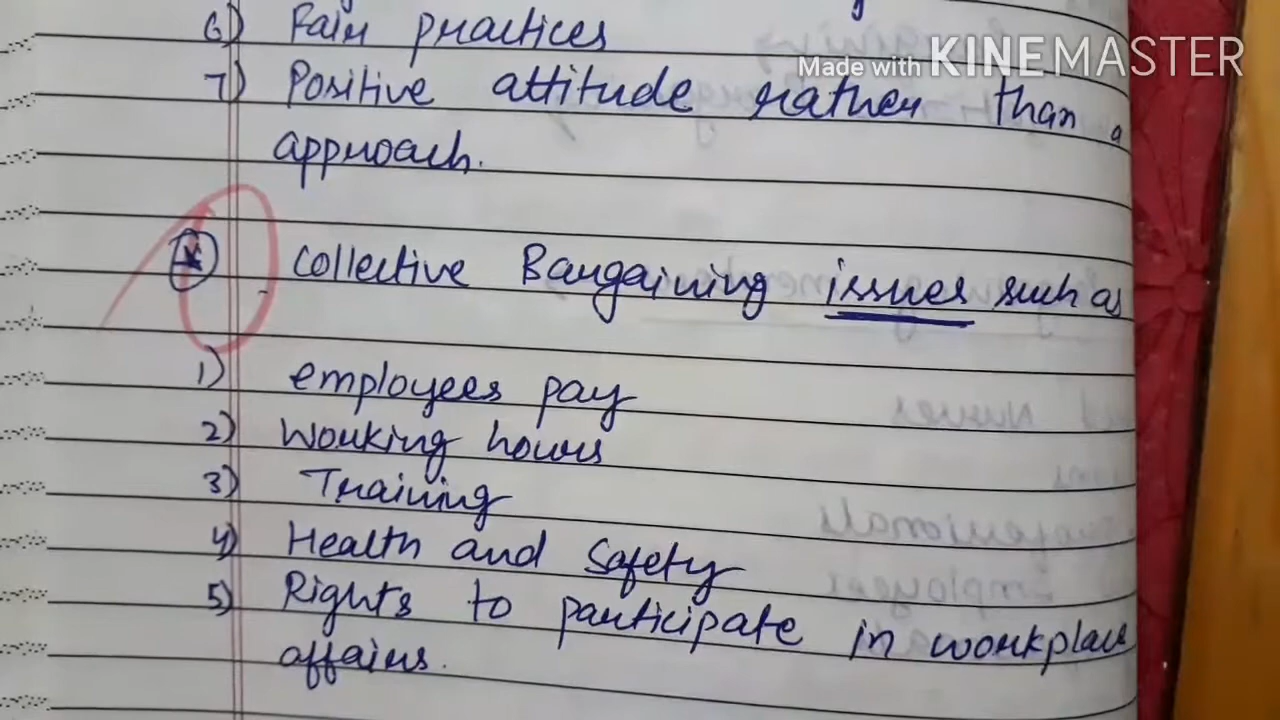 6) Fair practices
Made with KINEMASTER
7) Positive attitude rather than a
approach.
* Collective Bargaining issues such as
1) employees pay
2) Working hours
3) Training
4) Health and Safety
5) Rights to participate in workplace
affairs.